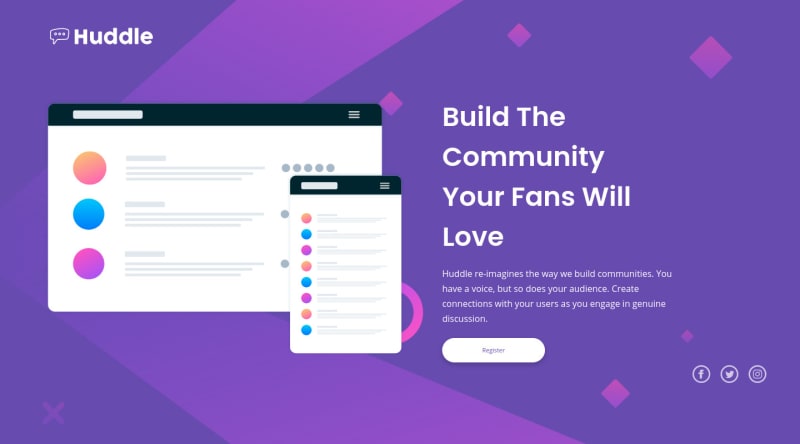 Huddle
Build The
Community
Your Fans Will
Love
Huddle re-imagines the way we build communities. You
have a voice, but so does your audience. Create
connections with your users as you engage in genuine
discussion.
Register